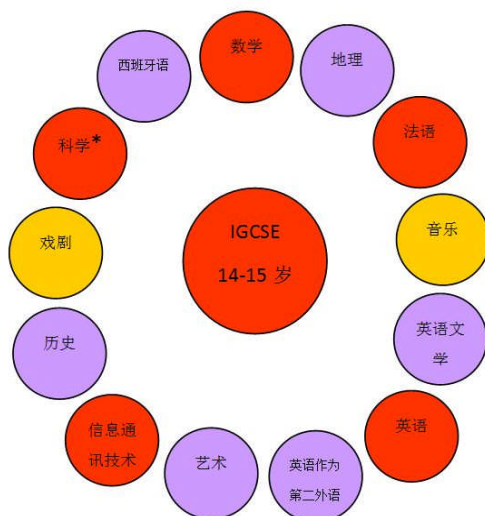 数学
地理
法语
音乐
英语文
学
英语
英语作为
第二外语
艺术
信息通
讯技术
历史
戏剧
科学*
西班牙语
IGCSE
14-15 岁